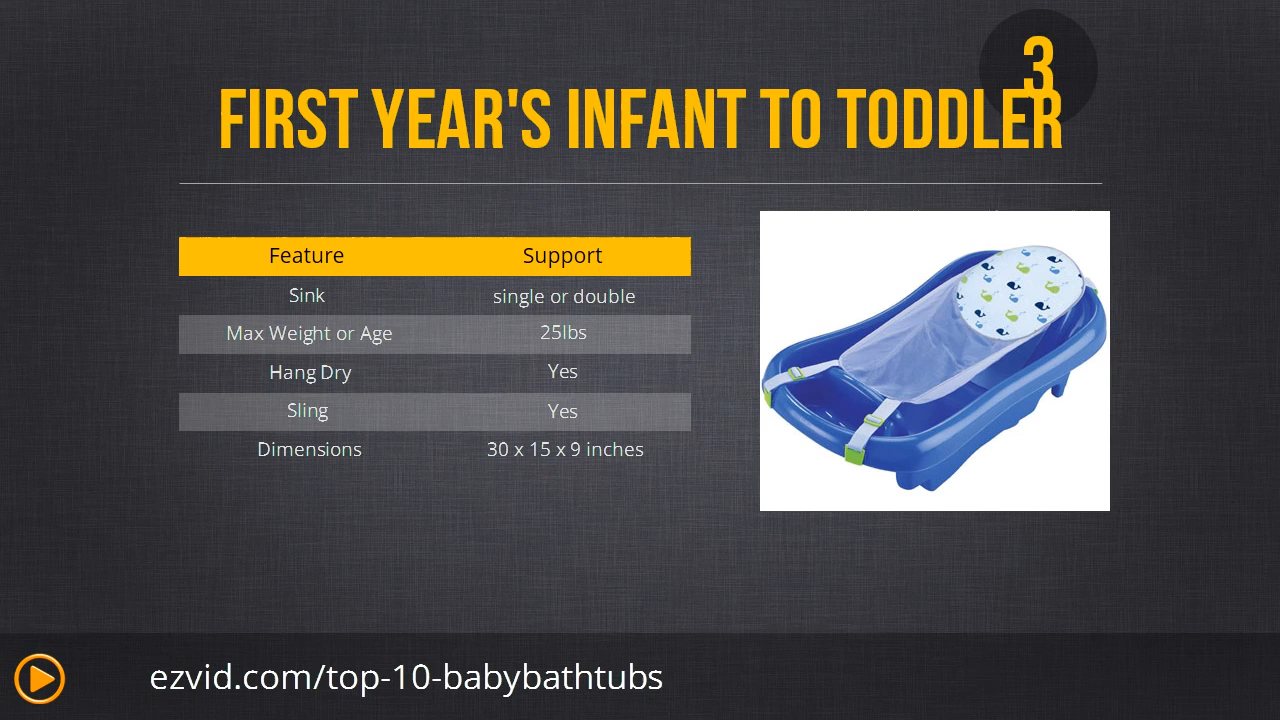 3
FIRST YEAR'S INFANT TO TODDLER
Feature Support
Sink single or double
Max Weight or Age 25lbs
Hang Dry Yes
Sling Yes
Dimensions 30 x 15 x 9 inches
ezvid.com/top-10-babybathtubs